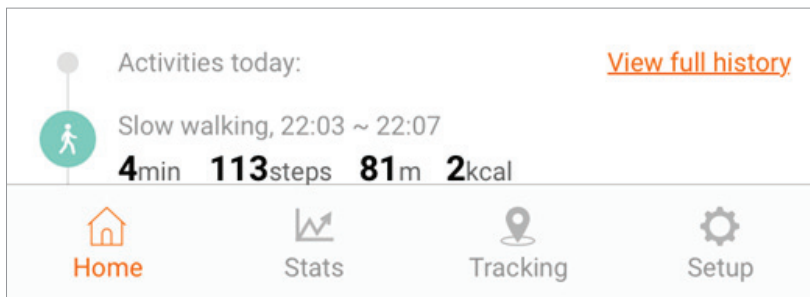 Activities today: View full history
Slow walking, 22:03 ~ 22:07
4min 113steps 81m 2kcal
Home Stats Tracking Setup